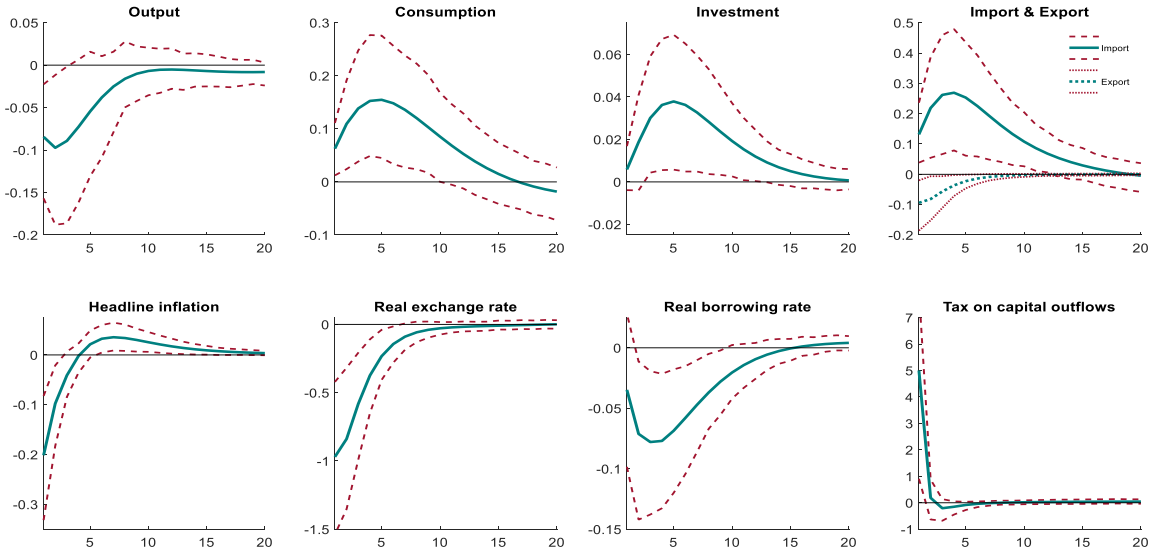 Output
0.05
0
-0.05
-0.1
-0.15
-0.2
5 10 15 20
Consumption
0.3
0.2
0.1
0
-0.1
5 10 15 20
Investment
0.06
0.04
0.02
0
-0.02
5 10 15 20
Import & Export
0.5
0.4
0.3
0.2
0.1
0
-0.1
-0.2
5 10 15 20
Import
Export
Headline inflation
0
-0.1
-0.2
-0.3
5 10 15 20
Real exchange rate
0
-0.5
-1
-1.5
5 10 15 20
Real borrowing rate
0
-0.05
-0.1
-0.15
5 10 15 20
Tax on capital outflows
7
6
5
4
3
2
1
0
-1
5 10 15 20